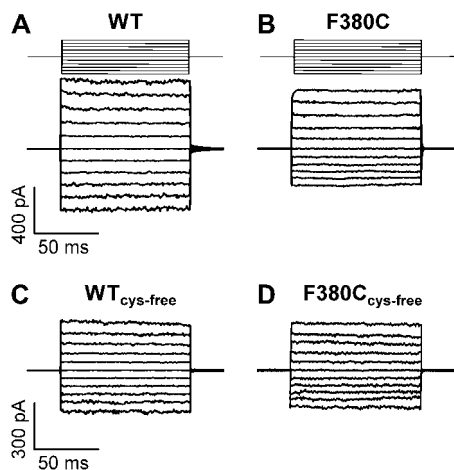 A WT B F380C
400 pA
50 ms
C WTcys-free D F380Ccys-free
300 pA
50 ms